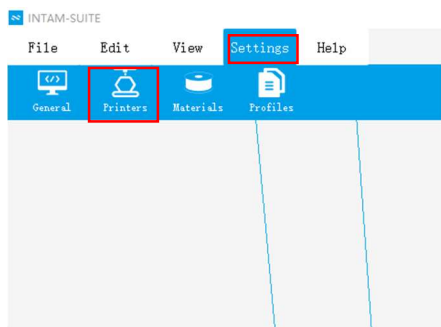 INTAM-SUITE
File Edit View Settings Help
General Printers Materials Profiles